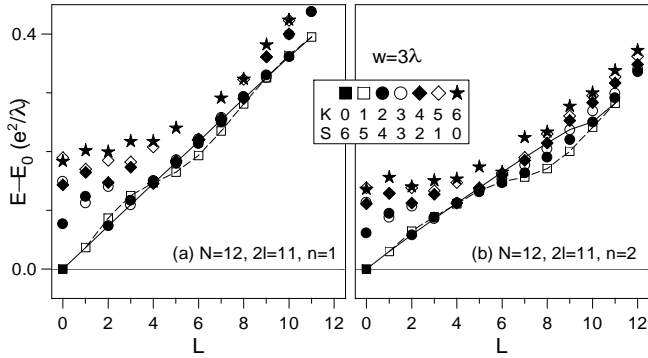 0.4
0.0
E−E0 (e²/λ)
w=3λ
K 0 1 2 3 4 5 6
S 6 5 4 3 2 1 0
(a) N=12, 2l=11, n=1
(b) N=12, 2l=11, n=2
0 2 4 6 8 10 12
0 2 4 6 8 10 12
L
L